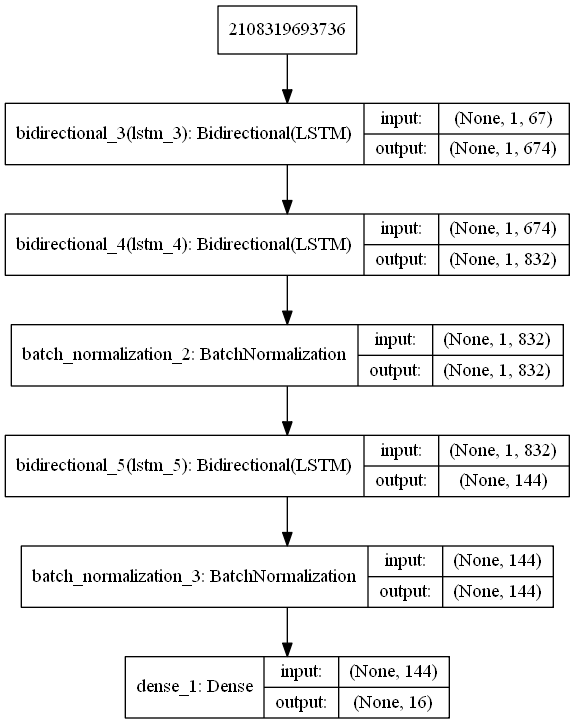 2108319693736
bidirectional_3(lstm_3): Bidirectional(LSTM)
input: (None, 1, 67)
output: (None, 1, 674)
bidirectional_4(lstm_4): Bidirectional(LSTM)
input: (None, 1, 674)
output: (None, 1, 832)
batch_normalization_2: BatchNormalization
input: (None, 1, 832)
output: (None, 1, 832)
bidirectional_5(lstm_5): Bidirectional(LSTM)
input: (None, 1, 832)
output: (None, 144)
batch_normalization_3: BatchNormalization
input: (None, 144)
output: (None, 144)
dense_1: Dense
input: (None, 144)
output: (None, 16)